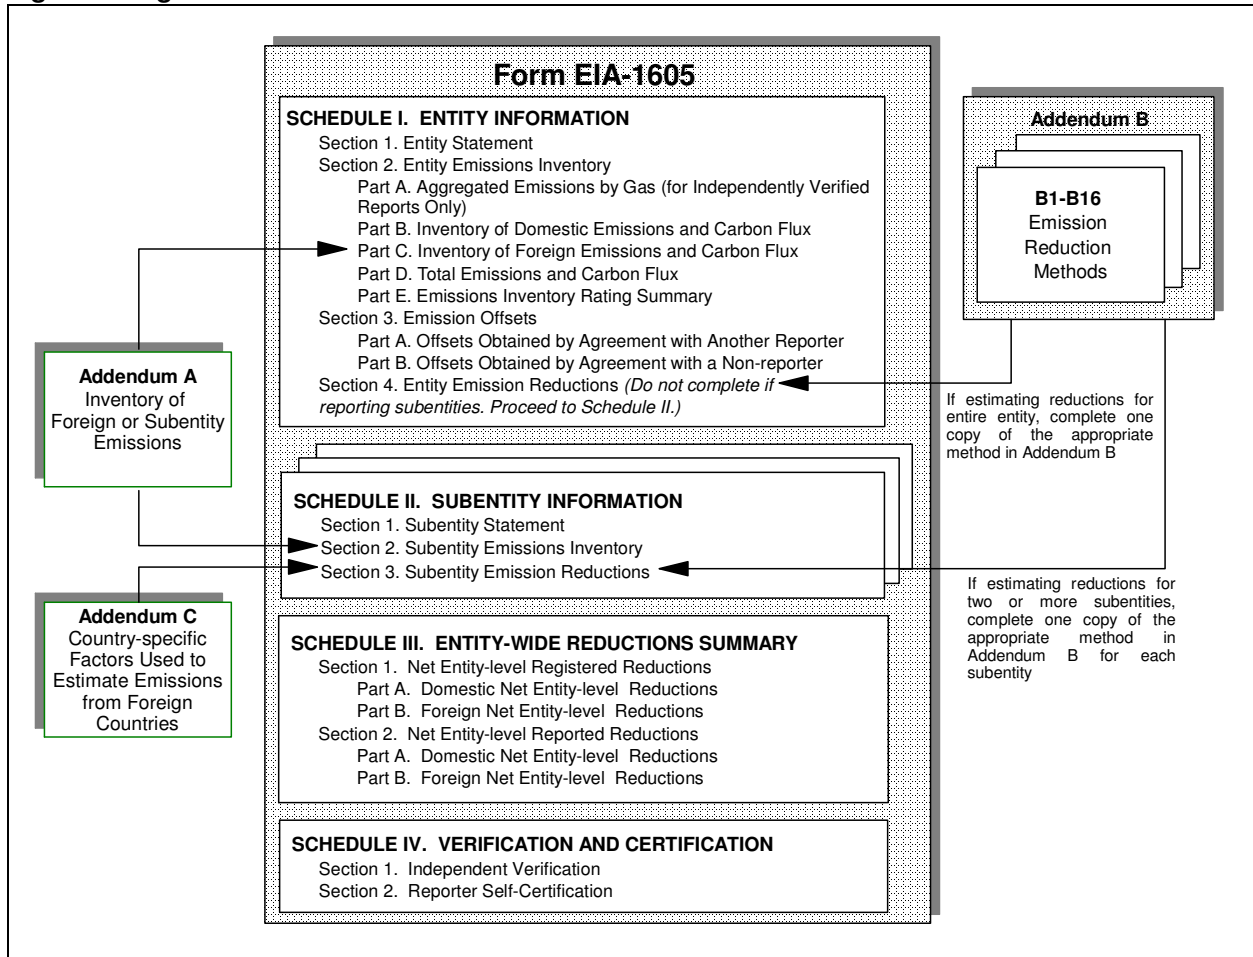 Form EIA-1605
SCHEDULE I. ENTITY INFORMATION
Section 1. Entity Statement
Section 2. Entity Emissions Inventory
Part A. Aggregated Emissions by Gas (for Independently Verified
Reports Only)
Part B. Inventory of Domestic Emissions and Carbon Flux
Part C. Inventory of Foreign Emissions and Carbon Flux
Part D. Total Emissions and Carbon Flux
Part E. Emissions Inventory Rating Summary
Section 3. Emission Offsets
Part A. Offsets Obtained by Agreement with Another Reporter
Part B. Offsets Obtained by Agreement with a Non-reporter
Section 4. Entity Emission Reductions (Do not complete if
reporting subentities. Proceed to Schedule II.)
Addendum B
B1-B16
Emission
Reduction
Methods
If estimating reductions for
entire entity, complete one
copy of the appropriate
method in Addendum B
Addendum A
Inventory of
Foreign or Subentity
Emissions
SCHEDULE II. SUBENTITY INFORMATION
Section 1. Subentity Statement
Section 2. Subentity Emissions Inventory
Section 3. Subentity Emission Reductions
If estimating reductions for
two or more subentities,
complete one copy of the
appropriate method in
Addendum B for each
subentity
Addendum C
Country-specific
Factors Used to
Estimate Emissions
from Foreign
Countries
SCHEDULE III. ENTITY-WIDE REDUCTIONS SUMMARY
Section 1. Net Entity-level Registered Reductions
Part A. Domestic Net Entity-level Reductions
Part B. Foreign Net Entity-level Reductions
Section 2. Net Entity-level Reported Reductions
Part A. Domestic Net Entity-level Reductions
Part B. Foreign Net Entity-level Reductions
SCHEDULE IV. VERIFICATION AND CERTIFICATION
Section 1. Independent Verification
Section 2. Reporter Self-Certification